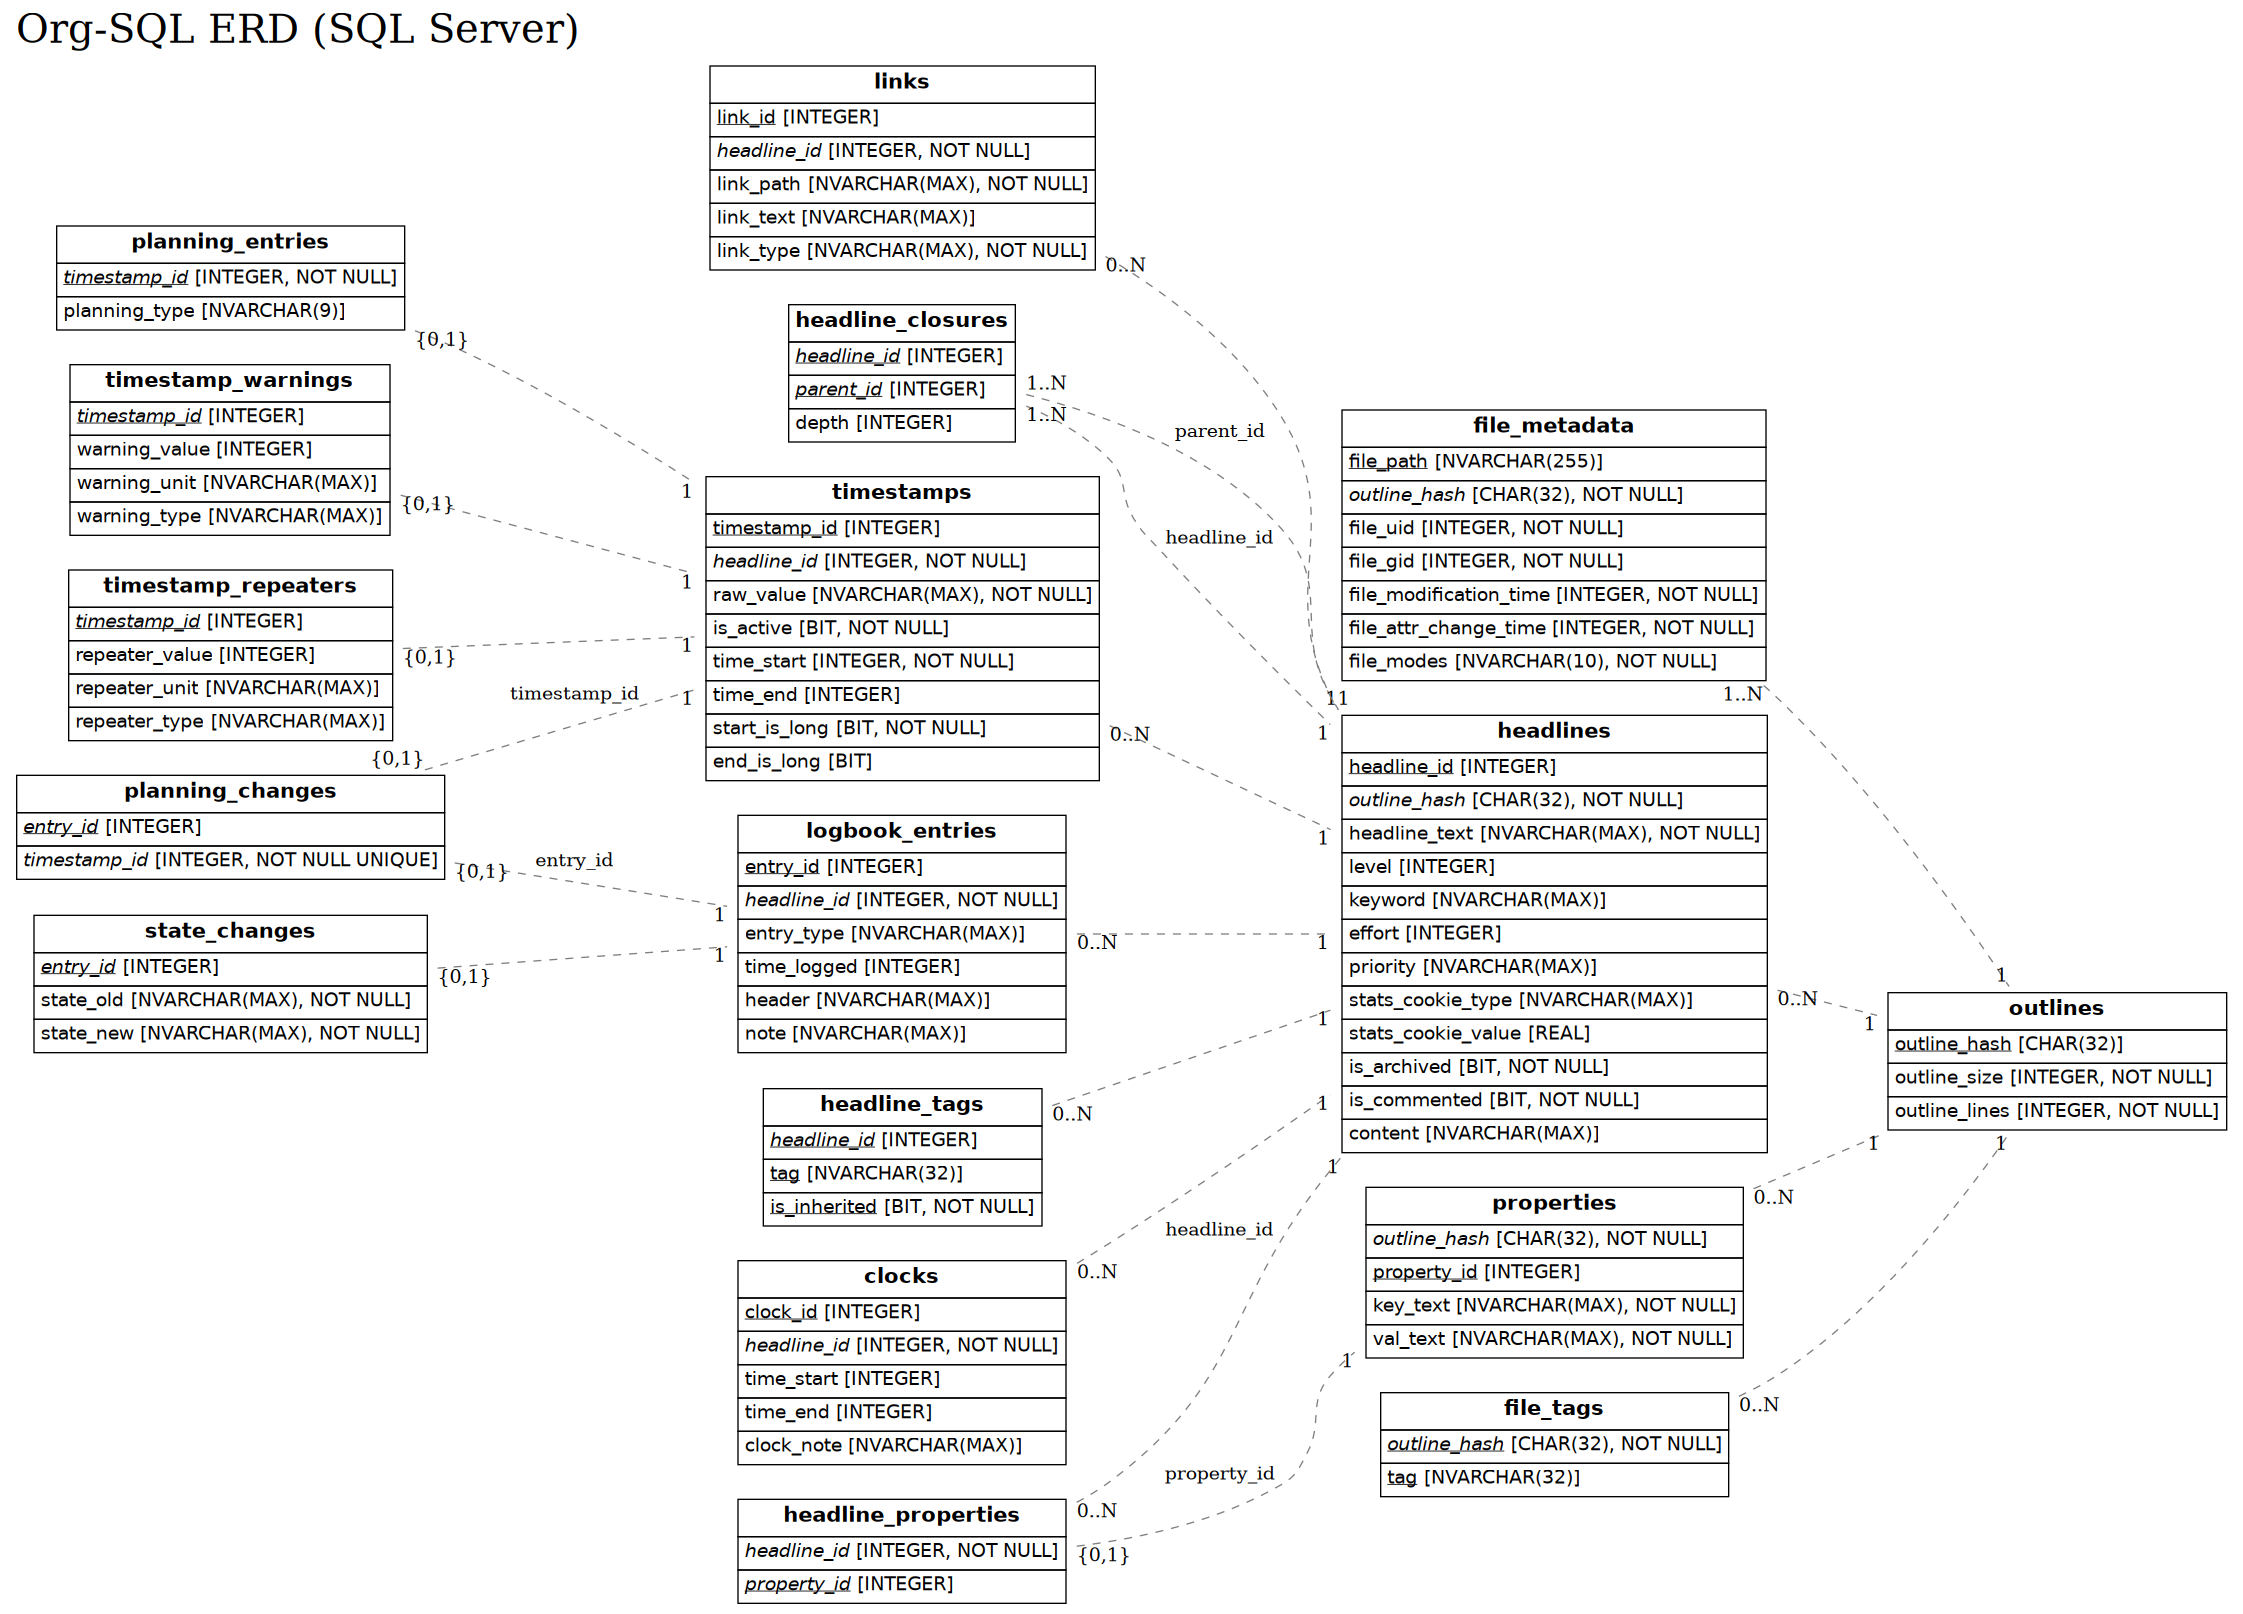 Org-SQL ERD (SQL Server)
links
link_id [INTEGER]
headline_id [INTEGER, NOT NULL]
link_path [NVARCHAR(MAX), NOT NULL]
link_text [NVARCHAR(MAX)]
link_type [NVARCHAR(MAX), NOT NULL]
0..N
planning_entries
timestamp_id [INTEGER, NOT NULL]
planning_type [NVARCHAR(9)]
{0,1}
1
headline_closures
headline_id [INTEGER]
parent_id [INTEGER]
depth [INTEGER]
1..N
1..N
parent_id
headline_id
11
1
timestamp_warnings
timestamp_id [INTEGER]
warning_value [INTEGER]
warning_unit [NVARCHAR(MAX)]
warning_type [NVARCHAR(MAX)]
{0,1}
1
timestamps
timestamp_id [INTEGER]
headline_id [INTEGER, NOT NULL]
raw_value [NVARCHAR(MAX), NOT NULL]
is_active [BIT, NOT NULL]
time_start [INTEGER, NOT NULL]
time_end [INTEGER]
start_is_long [BIT, NOT NULL]
end_is_long [BIT]
0..N
1
file_metadata
file_path [NVARCHAR(255)]
outline_hash [CHAR(32), NOT NULL]
file_uid [INTEGER, NOT NULL]
file_gid [INTEGER, NOT NULL]
file_modification_time [INTEGER, NOT NULL]
file_attr_change_time [INTEGER, NOT NULL]
file_modes [NVARCHAR(10), NOT NULL]
1..N
1
timestamp_repeaters
timestamp_id [INTEGER]
repeater_value [INTEGER]
repeater_unit [NVARCHAR(MAX)]
repeater_type [NVARCHAR(MAX)]
{0,1}
1
timestamp_id
1
{0,1}
planning_changes
entry_id [INTEGER]
timestamp_id [INTEGER, NOT NULL UNIQUE]
{0,1}
entry_id
1
state_changes
entry_id [INTEGER]
state_old [NVARCHAR(MAX), NOT NULL]
state_new [NVARCHAR(MAX), NOT NULL]
{0,1}
1
logbook_entries
entry_id [INTEGER]
headline_id [INTEGER, NOT NULL]
entry_type [NVARCHAR(MAX)]
time_logged [INTEGER]
header [NVARCHAR(MAX)]
note [NVARCHAR(MAX)]
0..N
1
headlines
headline_id [INTEGER]
outline_hash [CHAR(32), NOT NULL]
headline_text [NVARCHAR(MAX), NOT NULL]
level [INTEGER]
keyword [NVARCHAR(MAX)]
effort [INTEGER]
priority [NVARCHAR(MAX)]
stats_cookie_type [NVARCHAR(MAX)]
stats_cookie_value [REAL]
is_archived [BIT, NOT NULL]
is_commented [BIT, NOT NULL]
content [NVARCHAR(MAX)]
0..N
1
outlines
outline_hash [CHAR(32)]
outline_size [INTEGER, NOT NULL]
outline_lines [INTEGER, NOT NULL]
1
1
headline_tags
headline_id [INTEGER]
tag [NVARCHAR(32)]
is_inherited [BIT, NOT NULL]
0..N
1
clocks
clock_id [INTEGER]
headline_id [INTEGER, NOT NULL]
time_start [INTEGER]
time_end [INTEGER]
clock_note [NVARCHAR(MAX)]
0..N
1
1
headline_id
properties
outline_hash [CHAR(32), NOT NULL]
property_id [INTEGER]
key_text [NVARCHAR(MAX), NOT NULL]
val_text [NVARCHAR(MAX), NOT NULL]
0..N
1
file_tags
outline_hash [CHAR(32), NOT NULL]
tag [NVARCHAR(32)]
0..N
property_id
headline_properties
headline_id [INTEGER, NOT NULL]
property_id [INTEGER]
0..N
{0,1}